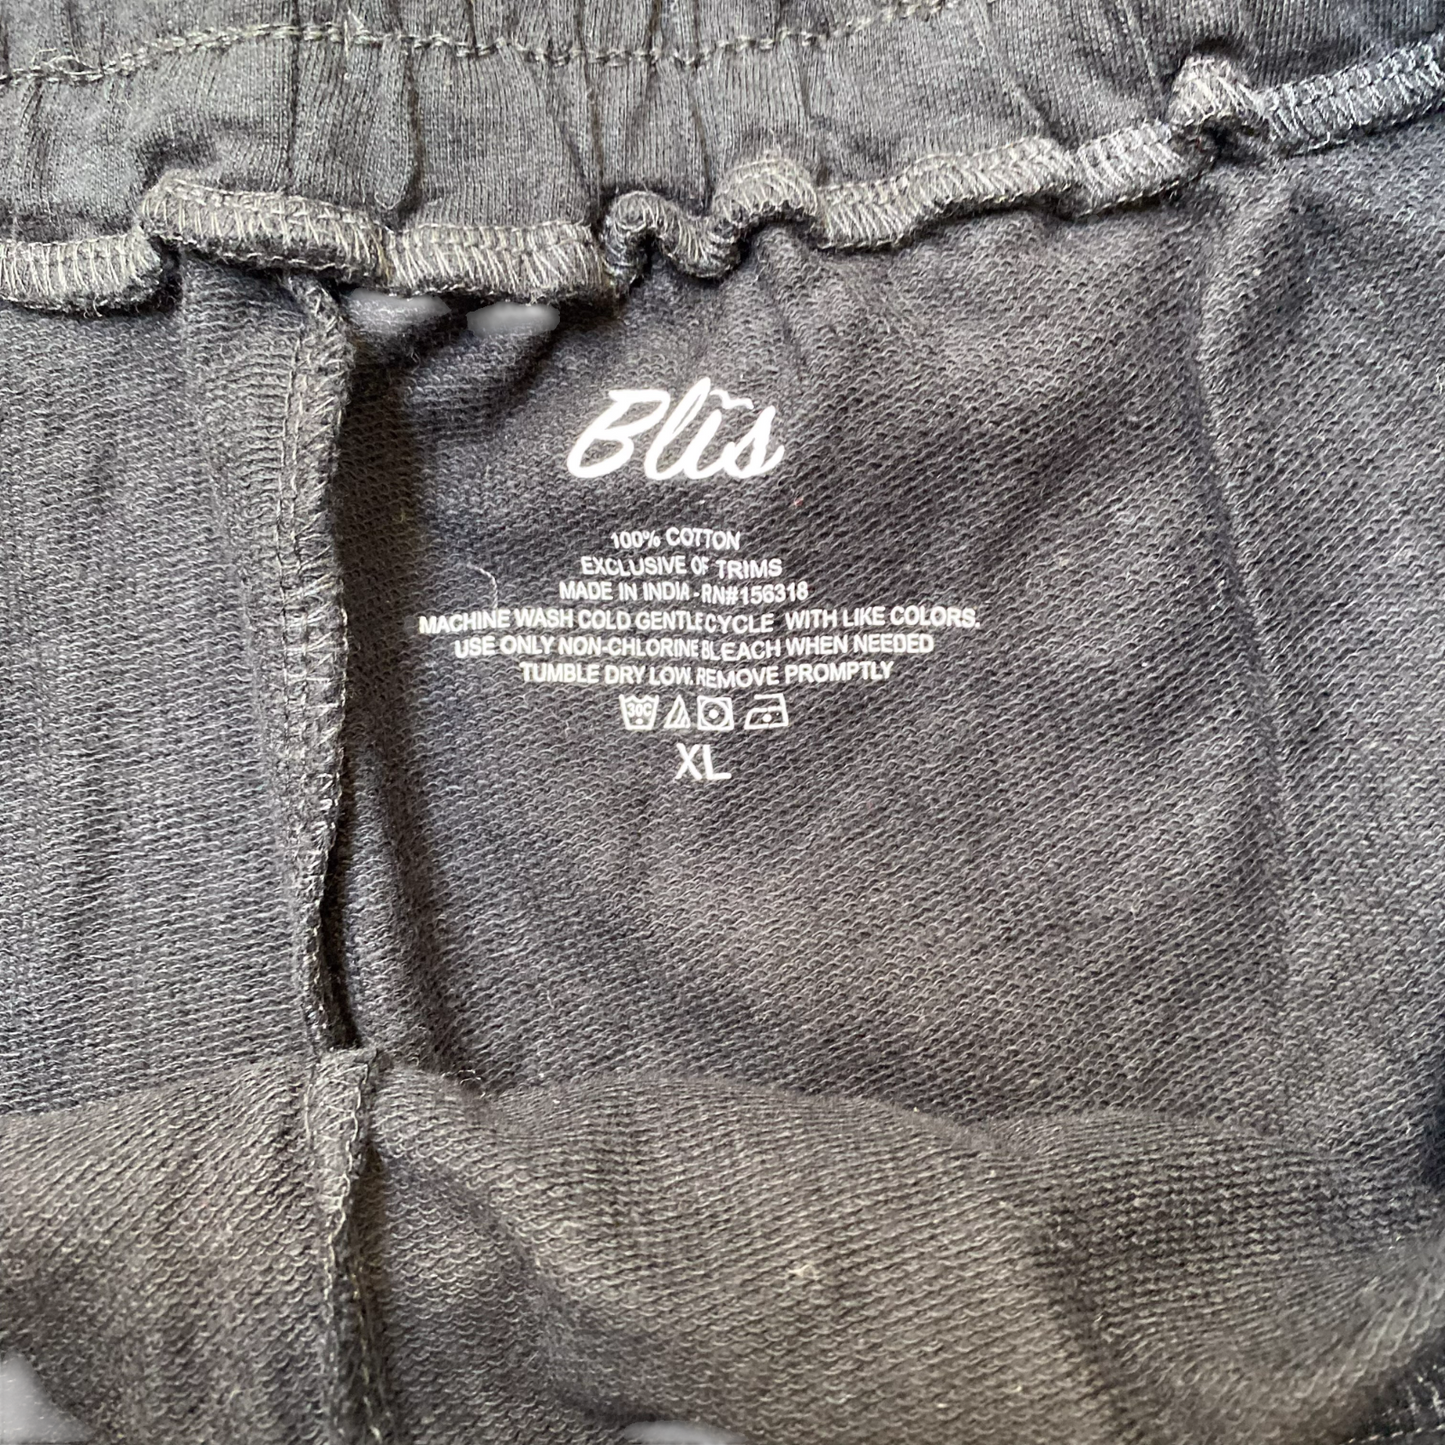 Blis
100% COTTON
EXCLUSIVE OF TRIMS
MADE IN INDIA - RN#156318
MACHINE WASH COLD GENTLE CYCLE WITH LIKE COLORS.
USE ONLY NON-CHLORINE BLEACH WHEN NEEDED
TUMBLE DRY LOW. REMOVE PROMPTLY
30C
XL